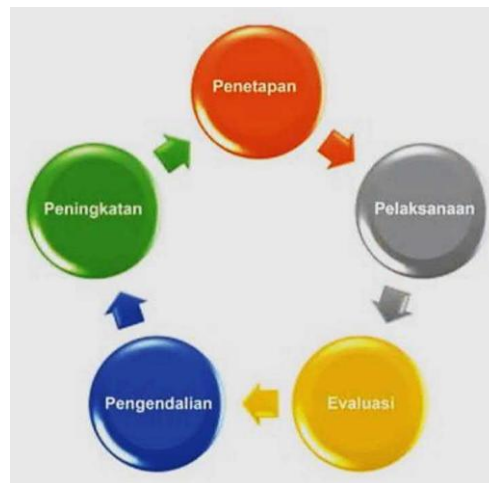 Penetapan
Pelaksanaan
Evaluasi
Pengendalian
Peningkatan